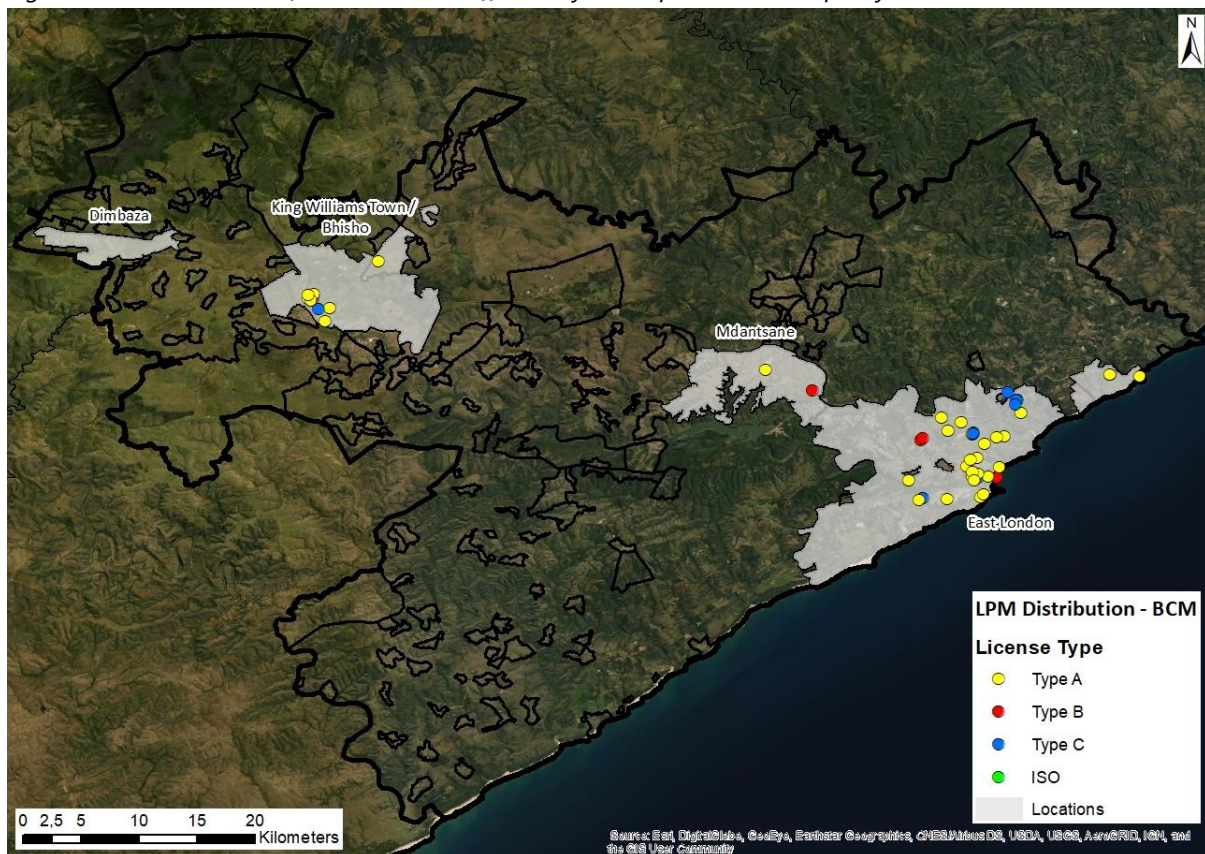 N
Dimbaza
King Williams Town /
Bhisho
Mdantsane
East London
LPM Distribution - BCM
License Type
Type A
Type B
Type C
ISO
Locations
0 2,5 5 10 15 20
Kilometers
Source: Esri, DigitalGlobe, GeoEye, Earthstar Geographics, CNES/Airbus DS, USDA, USGS, AeroGRID, IGN, and
the GIS User Community